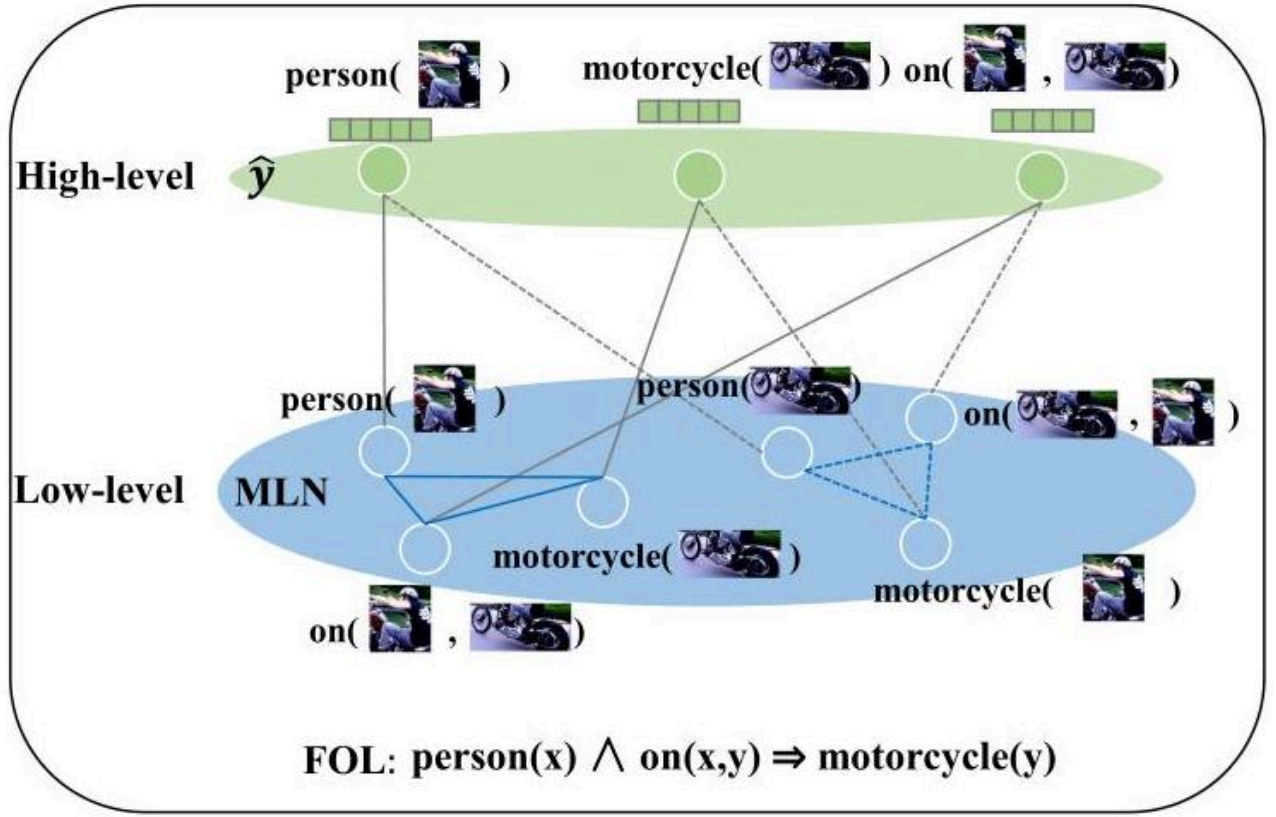 person( )
motorcycle( ) on( , )
High-level ŷ
person( )
person( )
on( , )
Low-level MLN
motorcycle( )
motorcycle( )
on( , )
FOL: person(x) ∧ on(x,y) ⇒ motorcycle(y)